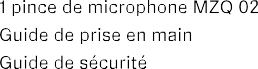 1 pince de microphone MZQ 02
Guide de prise en main
Guide de sécurité